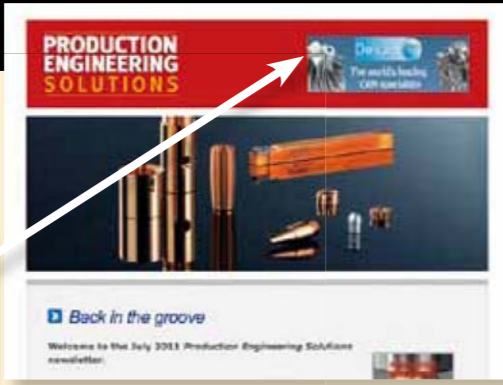 PRODUCTION
ENGINEERING
SOLUTIONS
The world's leading
CAM specialists
Back in the groove
Welcome to the July 2011 Production Engineering Solutions
newsletter.